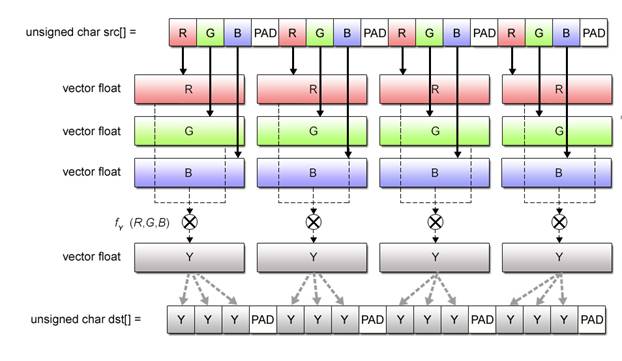 unsigned char src[] = R G B PAD R G B PAD R G B PAD R G B PAD
vector float R R R R
vector float G G G G
vector float B B B B
fY (R,G,B)
vector float Y Y Y Y
unsigned char dst[] = Y Y Y PAD Y Y Y PAD Y Y Y PAD Y Y Y PAD